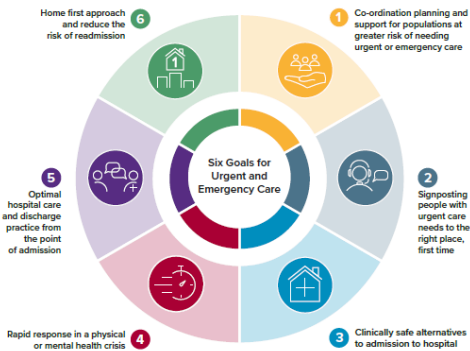 1
Co-ordination planning and
support for populations at
greater risk of needing
urgent or emergency care
2
Signposting
people with
urgent care
needs to the
right place,
first time
3
Clinically safe alternatives
to admission to hospital
4
Rapid response in a physical
or mental health crisis
5
Optimal
hospital care
and discharge
practice from
the point
of admission
6
Home first approach
and reduce the
risk of readmission
1
Six Goals for
Urgent and
Emergency Care